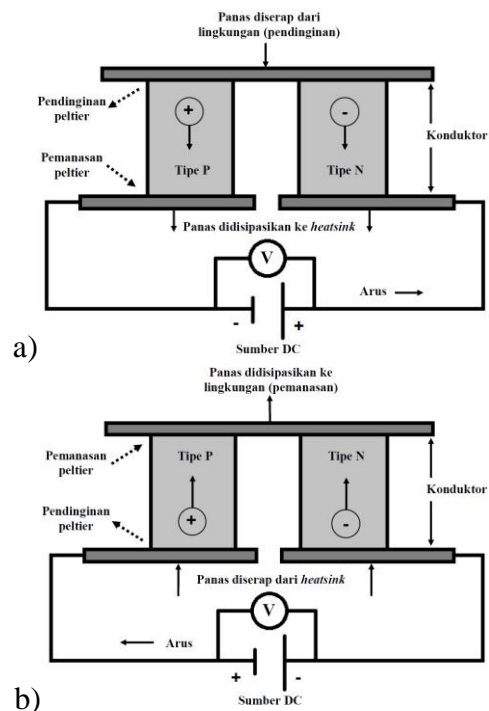 Panas diserap dari
lingkungan (pendinginan)
Pendinginan
peltier
+
-
Konduktor
Pemanasan
peltier
Tipe P
Tipe N
Panas didisipasikan ke heatsink
V
Arus
-
+
Sumber DC
a)
Panas didisipasikan ke
lingkungan (pemanasan)
Pemanasan
peltier
Tipe P
Tipe N
Konduktor
Pendinginan
peltier
+
-
Panas diserap dari heatsink
V
Arus
+
-
Sumber DC
b)